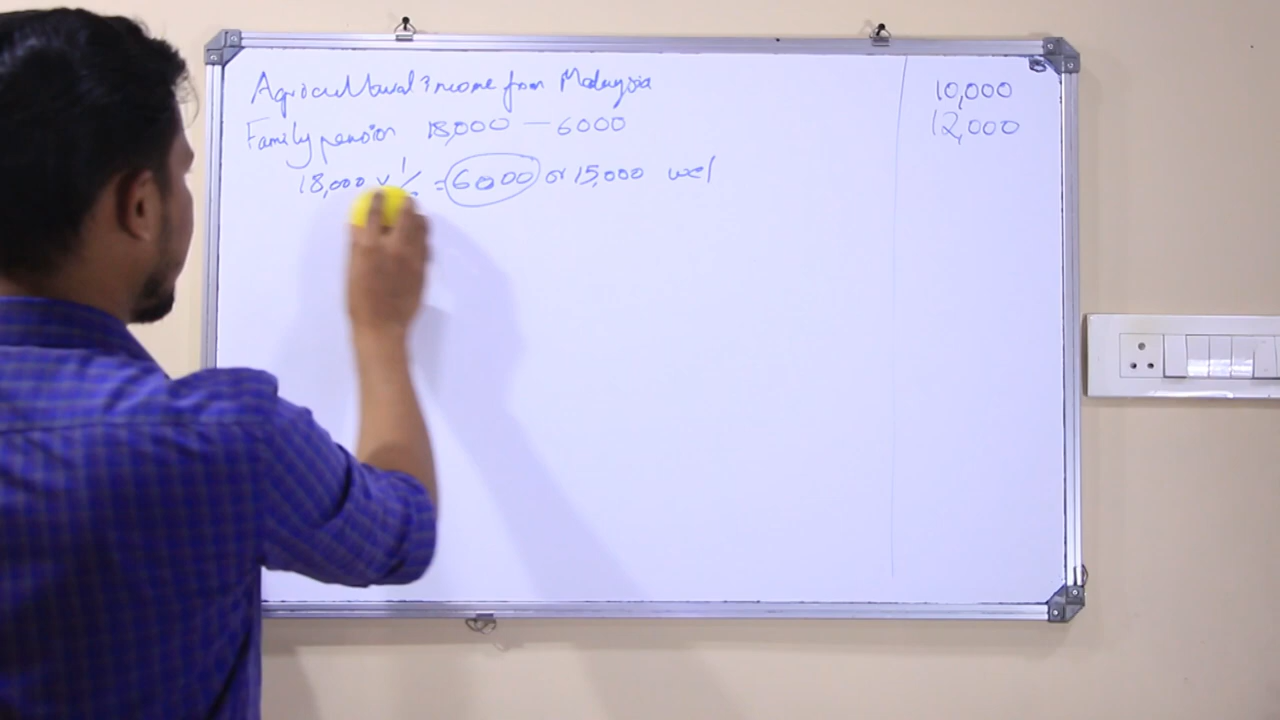 Agricultural income from Malaysia 10,000
Family pension 18,000 — 6000 12,000
18,000 × 1/ = 6000 or 15,000 wel